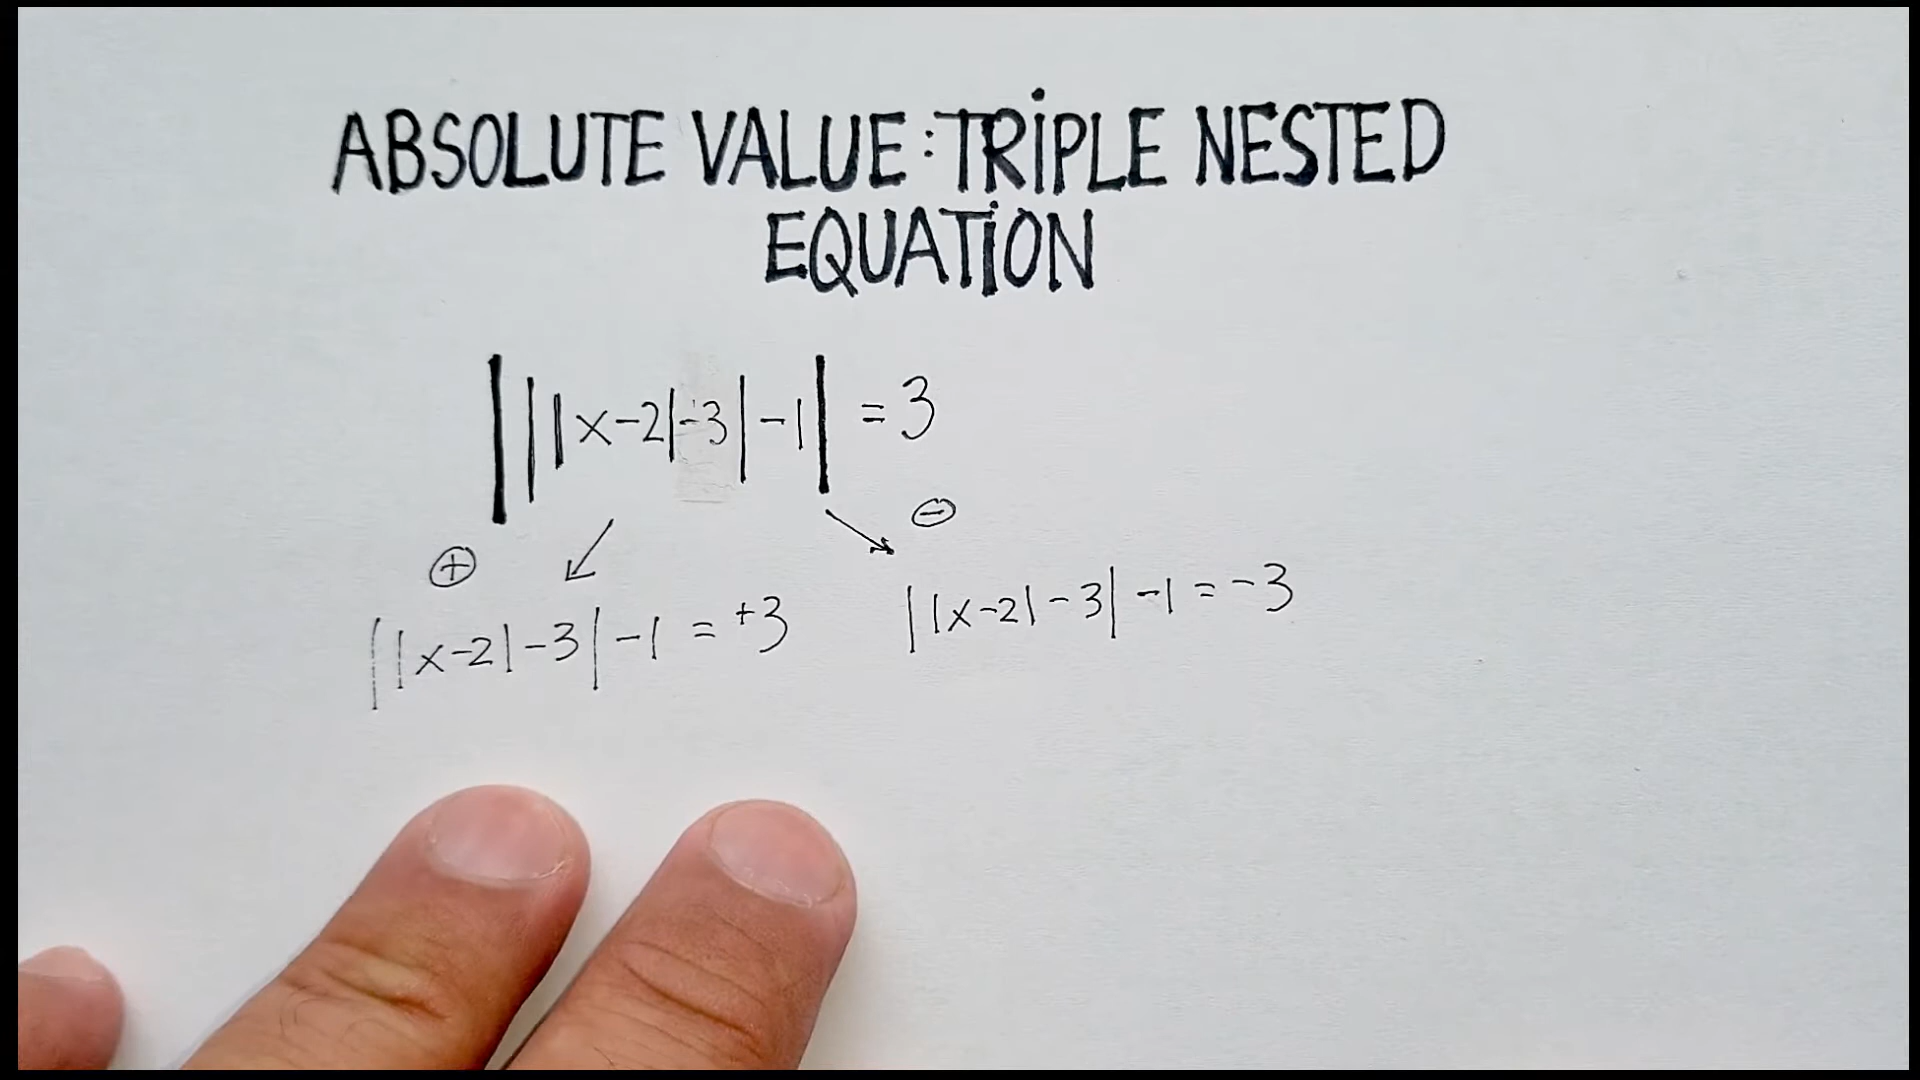 ABSOLUTE VALUE: TRIPLE NESTED
EQUATION
|||x-2|-3|-1| = 3
⊕ ⊖
||x-2|-3|-1 = +3 ||x-2|-3|-1 = -3